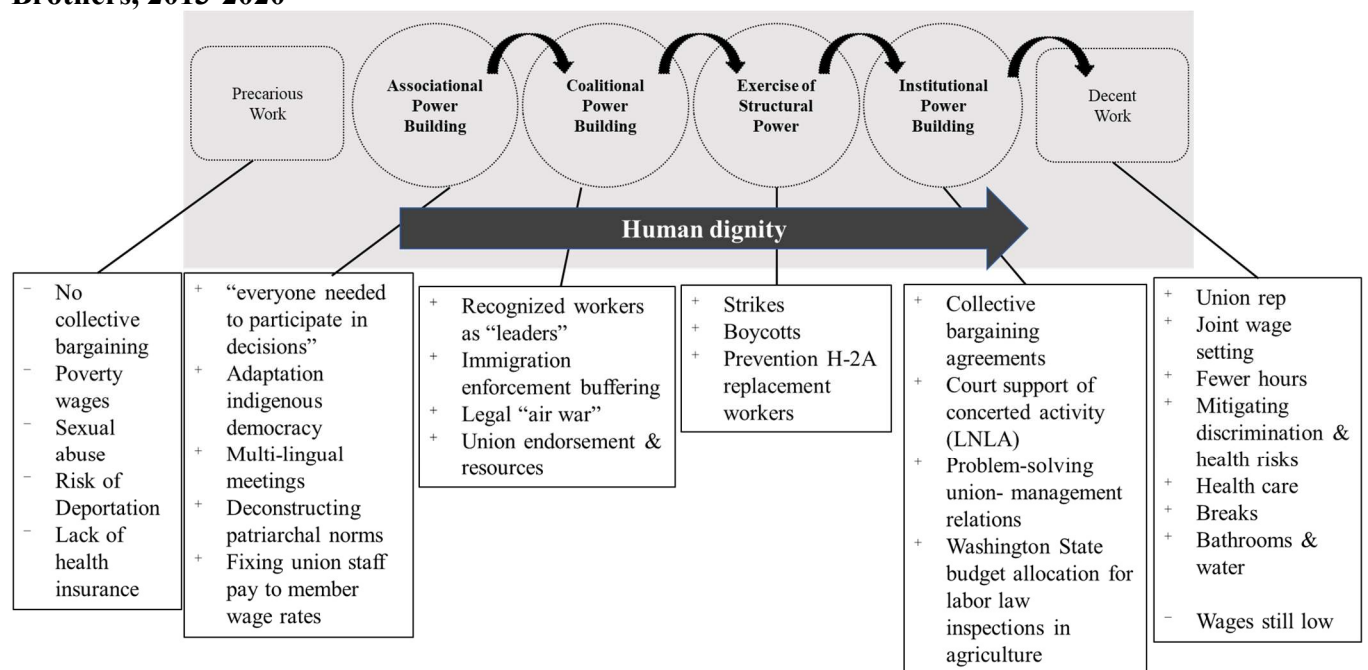 Brothers, 2013-2020
Precarious
Work
Associational
Power
Building
Coalitional
Power
Building
Exercise of
Structural
Power
Institutional
Power
Building
Decent
Work
Human dignity
− No
collective
bargaining
− Poverty
wages
− Sexual
abuse
− Risk of
Deportation
− Lack of
health
insurance
+ “everyone needed
to participate in
decisions”
+ Adaptation
indigenous
democracy
+ Multi-lingual
meetings
+ Deconstructing
patriarchal norms
+ Fixing union staff
pay to member
wage rates
+ Recognized workers
as “leaders”
+ Immigration
enforcement buffering
+ Legal “air war”
+ Union endorsement &
resources
+ Strikes
+ Boycotts
+ Prevention H-2A
replacement
workers
+ Collective
bargaining
agreements
+ Court support of
concerted activity
(LNLA)
+ Problem-solving
union- management
relations
+ Washington State
budget allocation for
labor law
inspections in
agriculture
+ Union rep
+ Joint wage
setting
+ Fewer hours
+ Mitigating
discrimination &
health risks
+ Health care
+ Breaks
+ Bathrooms &
water
− Wages still low